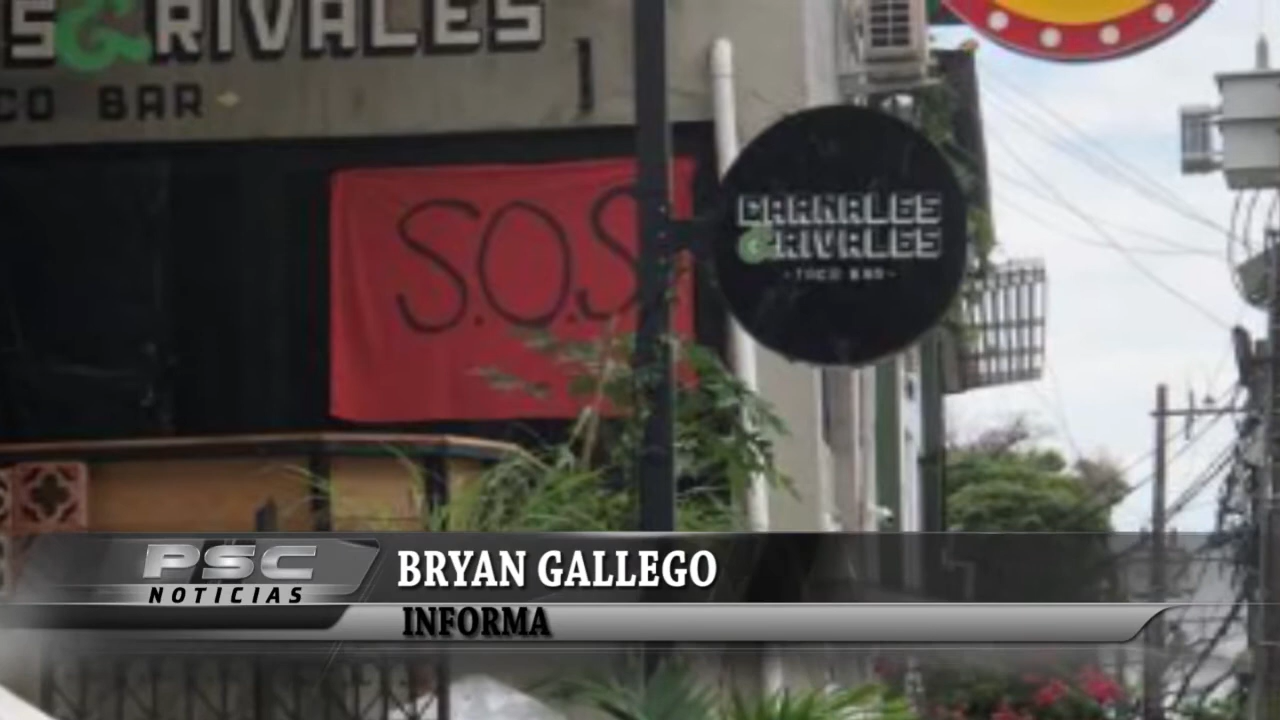 S & RIVALES
CO BAR
S.O.S
CARNALES
& RIVALES
- TACO BAR -
PSC
NOTICIAS
BRYAN GALLEGO
INFORMA